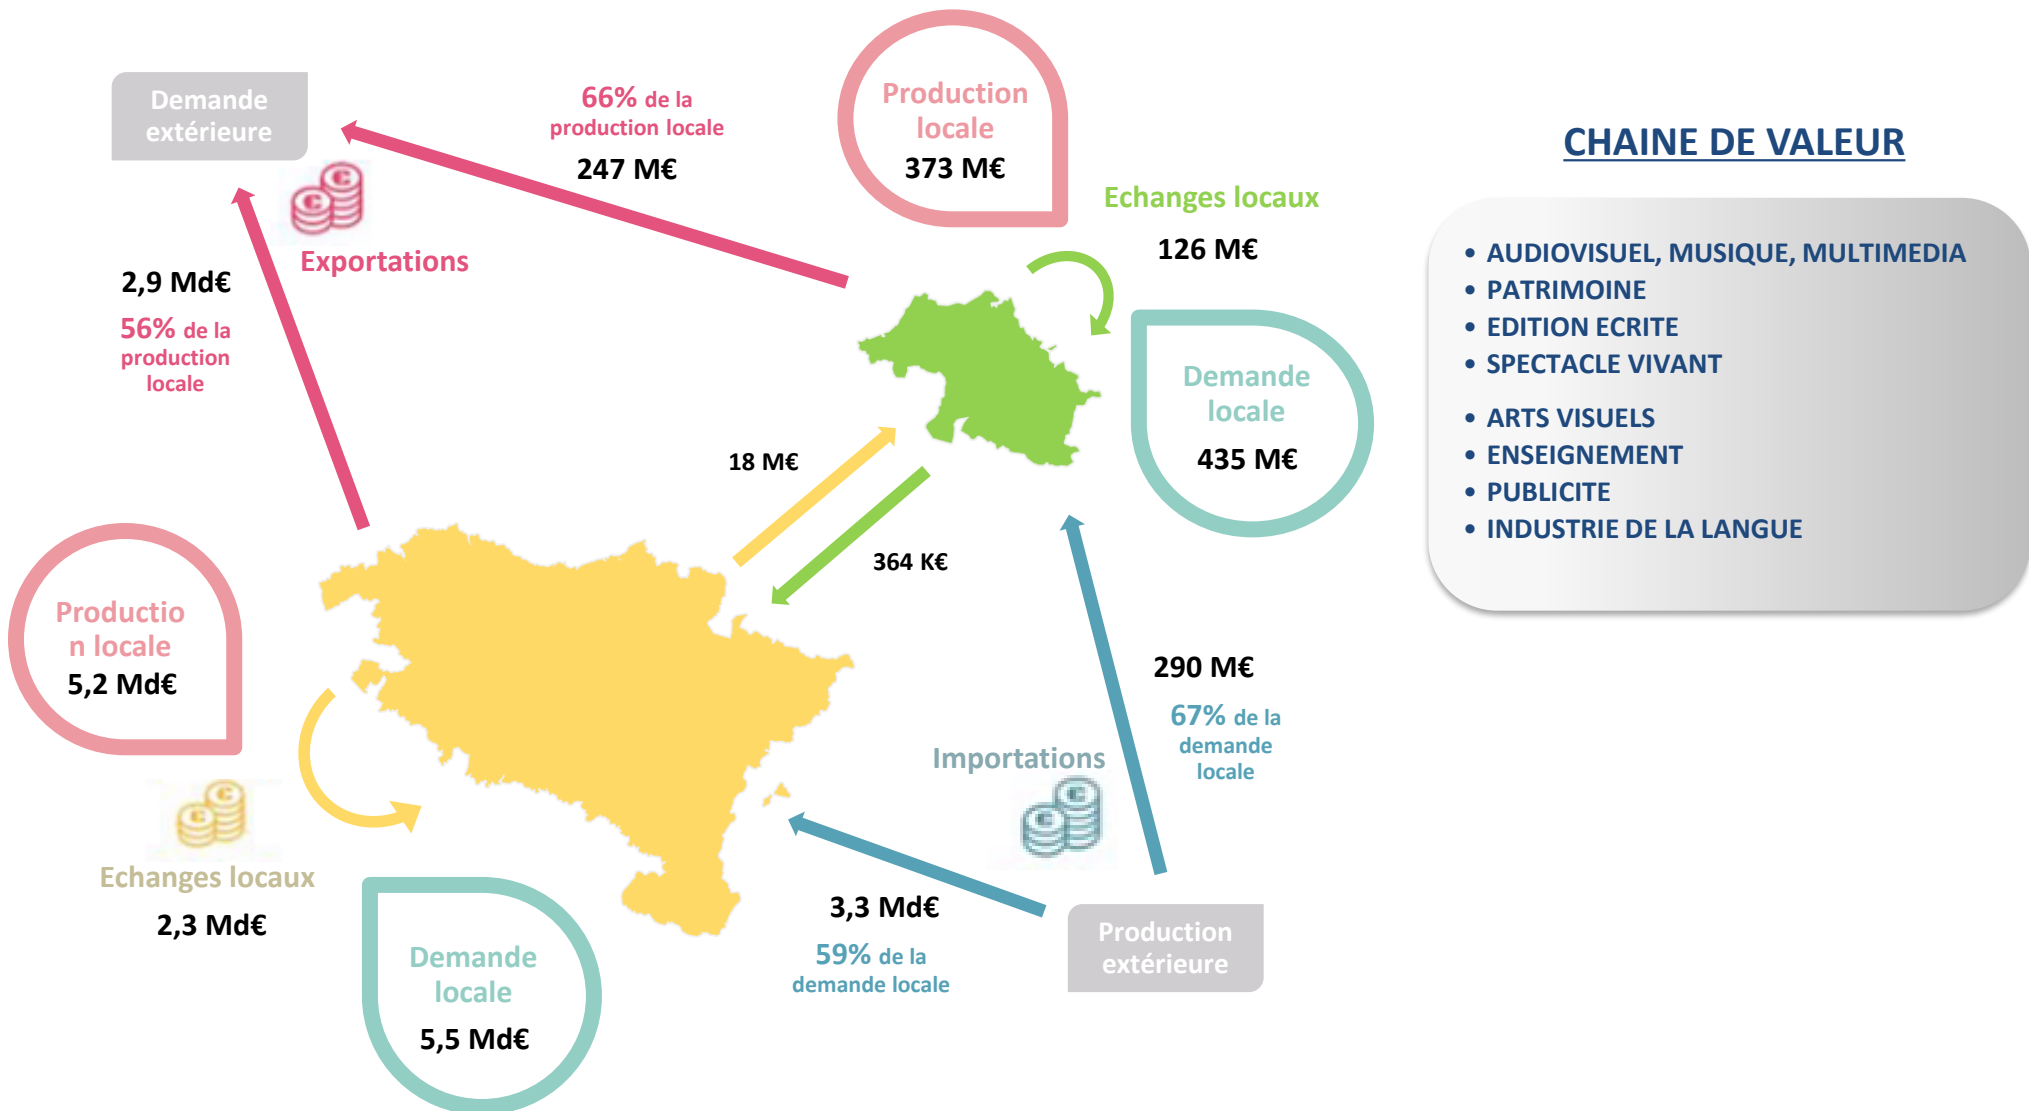 Demande
extérieure
66% de la
production locale
247 M€
Production
locale
373 M€
Echanges locaux
126 M€
Exportations
2,9 Md€
56% de la
production
locale
Demande
locale
435 M€
18 M€
364 K€
Productio
n locale
5,2 Md€
290 M€
67% de la
demande
locale
Importations
Echanges locaux
2,3 Md€
3,3 Md€
59% de la
demande locale
Production
extérieure
Demande
locale
5,5 Md€
CHAINE DE VALEUR
• AUDIOVISUEL, MUSIQUE, MULTIMEDIA
• PATRIMOINE
• EDITION ECRITE
• SPECTACLE VIVANT
• ARTS VISUELS
• ENSEIGNEMENT
• PUBLICITE
• INDUSTRIE DE LA LANGUE